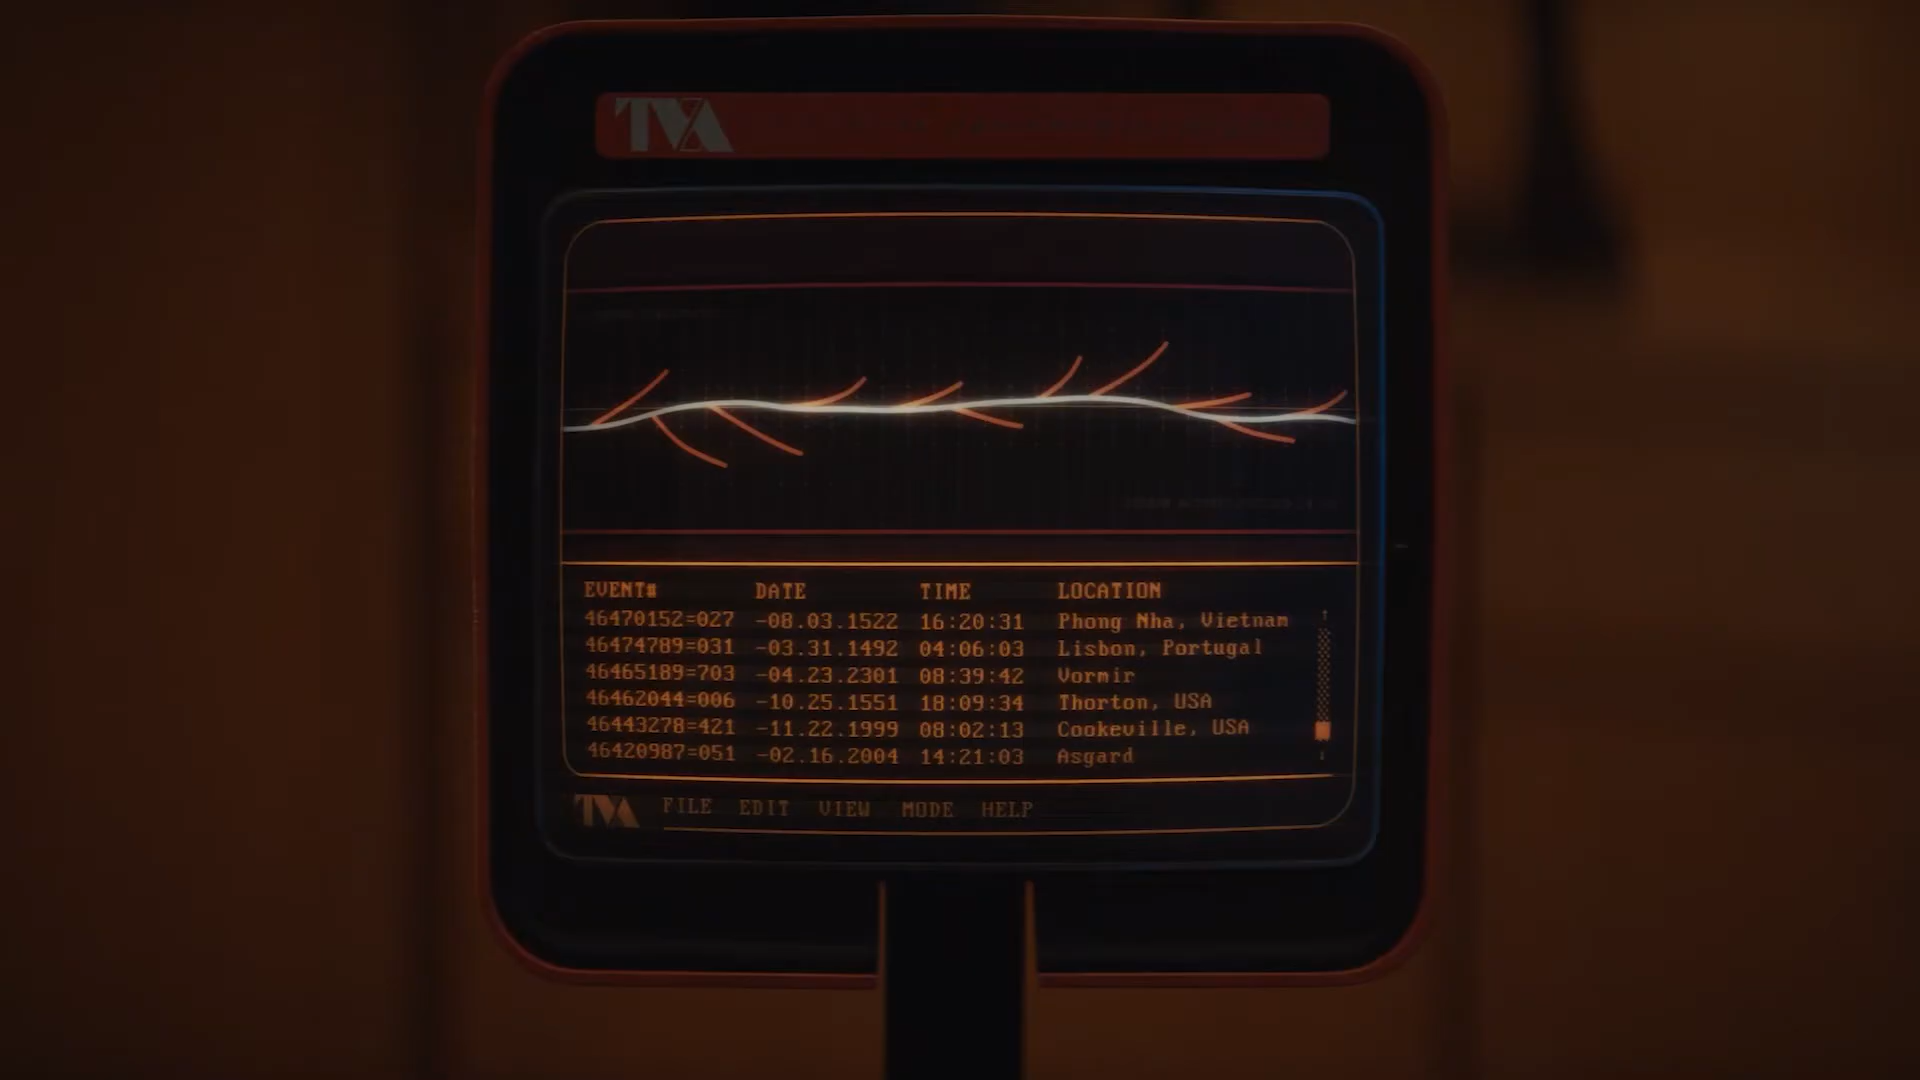 TVA
EVENT# DATE TIME LOCATION
46470152=027 -08.03.1522 16:20:31 Phong Nha, Vietnam
46474789=031 -03.31.1492 04:06:03 Lisbon, Portugal
46465189=703 -04.23.2301 08:39:42 Vormir
46462044=006 -10.25.1551 18:09:34 Thorton, USA
46443278=421 -11.22.1999 08:02:13 Cookeville, USA
46420987=051 -02.16.2004 14:21:03 Asgard
TVA FILE EDIT VIEW MODE HELP